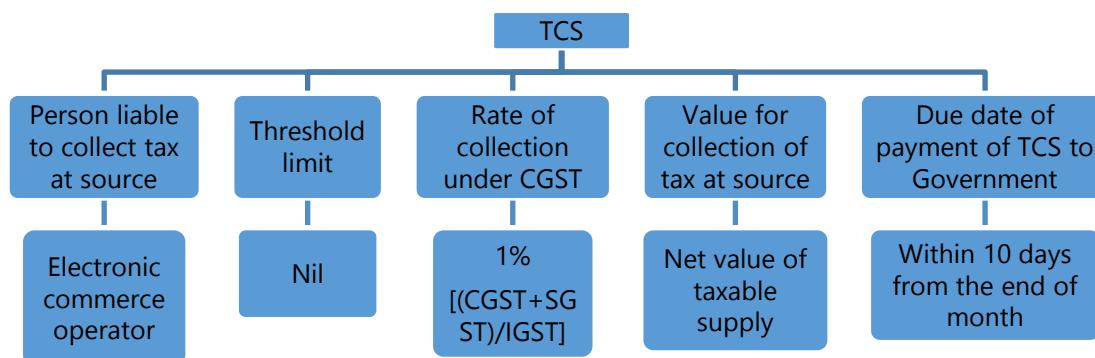 TCS
Person liable
to collect tax
at source
Threshold
limit
Rate of
collection
under CGST
Value for
collection of
tax at source
Due date of
payment of TCS to
Government
Electronic
commerce
operator
Nil
1%
[(CGST+SG
ST)/IGST]
Net value of
taxable
supply
Within 10 days
from the end of
month